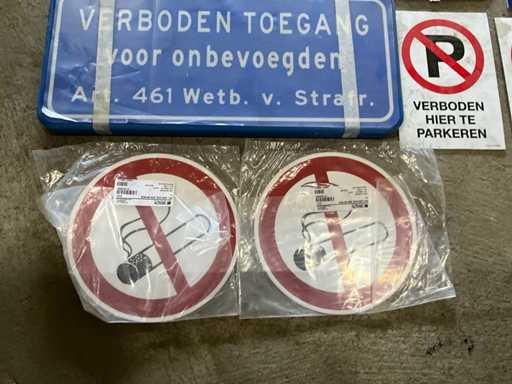 VERBODEN TOEGANG
voor onbevoegden
Art. 461 Wetb. v. Strafr.
P
VERBODEN
HIER TE
PARKEREN